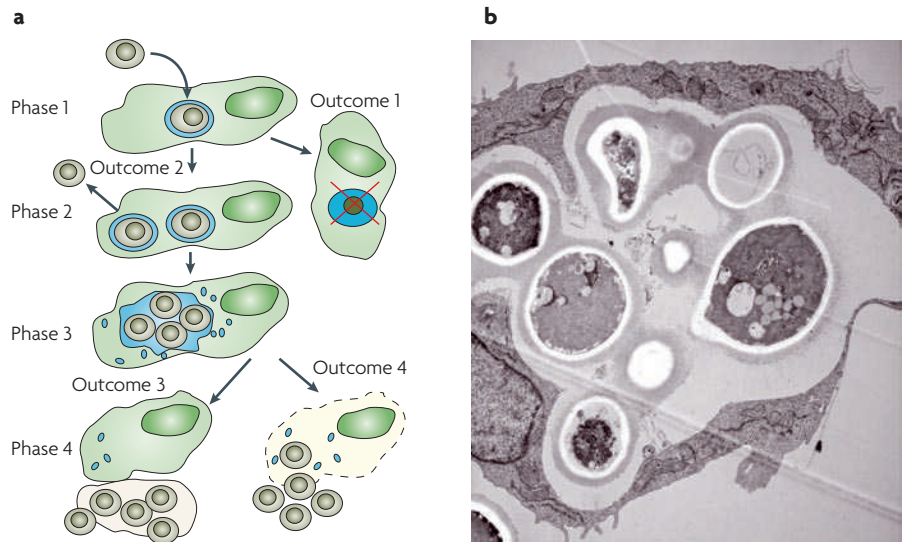 a
b
Phase 1
Outcome 1
Outcome 2
Phase 2
Phase 3
Outcome 3
Outcome 4
Phase 4